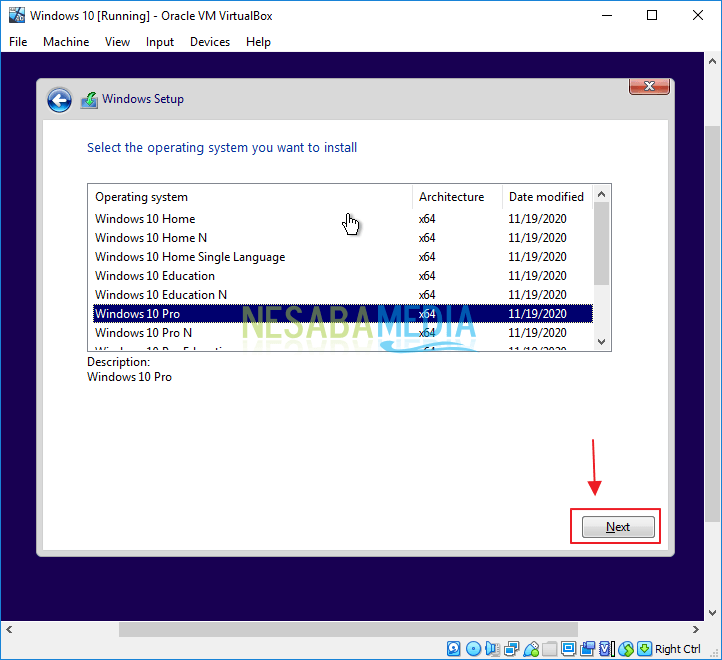 Windows 10 [Running] - Oracle VM VirtualBox
File Machine View Input Devices Help
Windows Setup
Select the operating system you want to install
Operating system Architecture Date modified
Windows 10 Home x64 11/19/2020
Windows 10 Home N x64 11/19/2020
Windows 10 Home Single Language x64 11/19/2020
Windows 10 Education x64 11/19/2020
Windows 10 Education N x64 11/19/2020
Windows 10 Pro x64 11/19/2020
NESABAMEDIA
Windows 10 Pro N x64 11/19/2020
Description:
Windows 10 Pro
Next
Right Ctrl